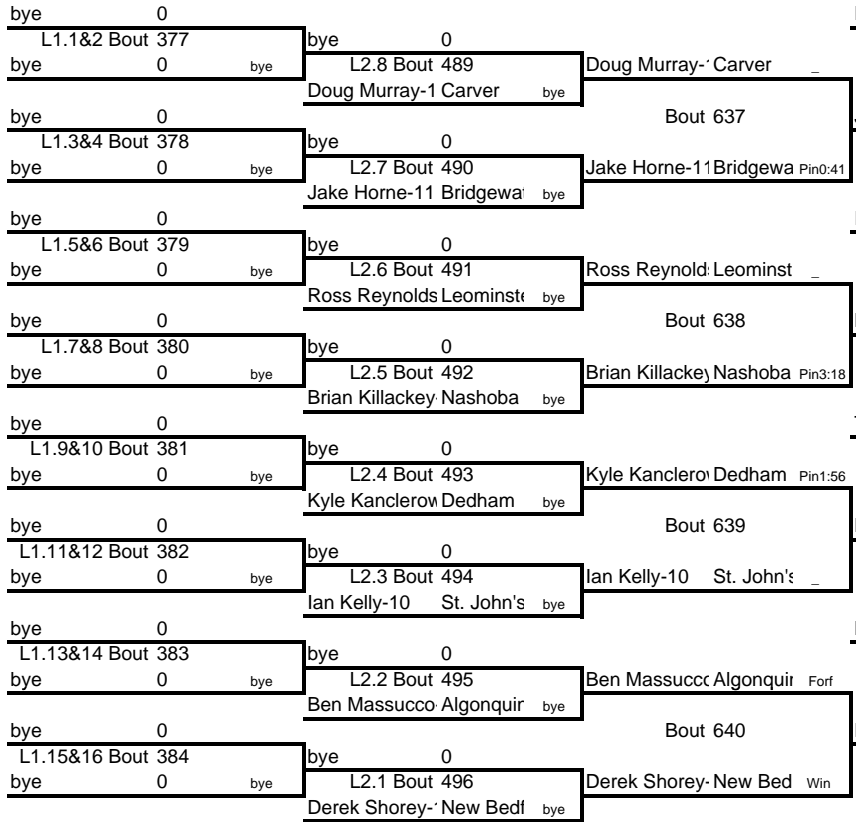 bye 0
L1.1&2 Bout 377 bye 0
bye 0 bye L2.8 Bout 489 Doug Murray- Carver _
Doug Murray-1 Carver bye
bye 0 Bout 637
L1.3&4 Bout 378 bye 0
bye 0 bye L2.7 Bout 490 Jake Horne-11 Bridgewa Pin0:41
Jake Horne-11 Bridgewat bye
bye 0
L1.5&6 Bout 379 bye 0
bye 0 bye L2.6 Bout 491 Ross Reynolds Leominst _
Ross Reynolds Leominste bye
bye 0 Bout 638
L1.7&8 Bout 380 bye 0
bye 0 bye L2.5 Bout 492 Brian Killackey Nashoba Pin3:18
Brian Killackey- Nashoba bye
bye 0
L1.9&10 Bout 381 bye 0
bye 0 bye L2.4 Bout 493 Kyle Kanclerow Dedham Pin1:56
Kyle Kanclerow Dedham bye
bye 0 Bout 639
L1.11&12 Bout 382 bye 0
bye 0 bye L2.3 Bout 494 Ian Kelly-10 St. John's _
Ian Kelly-10 St. John's bye
bye 0
L1.13&14 Bout 383 bye 0
bye 0 bye L2.2 Bout 495 Ben Massucco Algonquin Forf
Ben Massucco- Algonquin bye
bye 0 Bout 640
L1.15&16 Bout 384 bye 0
bye 0 bye L2.1 Bout 496 Derek Shorey- New Bed Win
Derek Shorey-1 New Bedf bye